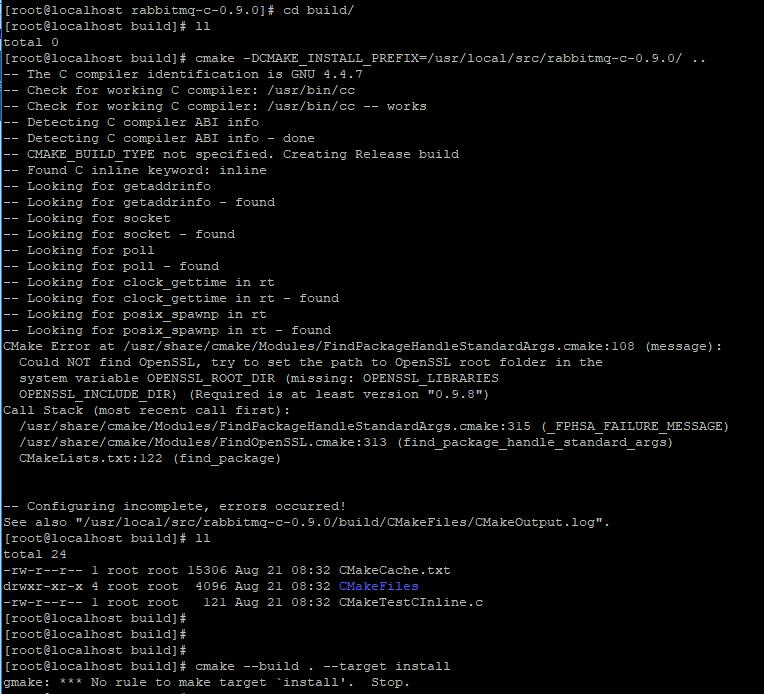 [root@localhost rabbitmq-c-0.9.0]# cd build/
[root@localhost build]# ll
total 0
[root@localhost build]# cmake -DCMAKE_INSTALL_PREFIX=/usr/local/src/rabbitmq-c-0.9.0/ ..
-- The C compiler identification is GNU 4.4.7
-- Check for working C compiler: /usr/bin/cc
-- Check for working C compiler: /usr/bin/cc -- works
-- Detecting C compiler ABI info
-- Detecting C compiler ABI info - done
-- CMAKE_BUILD_TYPE not specified. Creating Release build
-- Found C inline keyword: inline
-- Looking for getaddrinfo
-- Looking for getaddrinfo - found
-- Looking for socket
-- Looking for socket - found
-- Looking for poll
-- Looking for poll - found
-- Looking for clock_gettime in rt
-- Looking for clock_gettime in rt - found
-- Looking for posix_spawnp in rt
-- Looking for posix_spawnp in rt - found
CMake Error at /usr/share/cmake/Modules/FindPackageHandleStandardArgs.cmake:108 (message):
  Could NOT find OpenSSL, try to set the path to OpenSSL root folder in the
  system variable OPENSSL_ROOT_DIR (missing: OPENSSL_LIBRARIES
  OPENSSL_INCLUDE_DIR) (Required is at least version "0.9.8")
Call Stack (most recent call first):
  /usr/share/cmake/Modules/FindPackageHandleStandardArgs.cmake:315 (_FPHSA_FAILURE_MESSAGE)
  /usr/share/cmake/Modules/FindOpenSSL.cmake:313 (find_package_handle_standard_args)
  CMakeLists.txt:122 (find_package)
-- Configuring incomplete, errors occurred!
See also "/usr/local/src/rabbitmq-c-0.9.0/build/CMakeFiles/CMakeOutput.log".
[root@localhost build]# ll
total 24
-rw-r--r-- 1 root root 15306 Aug 21 08:32 CMakeCache.txt
drwxr-xr-x 4 root root  4096 Aug 21 08:32 CMakeFiles
-rw-r--r-- 1 root root   121 Aug 21 08:32 CMakeTestCInline.c
[root@localhost build]#
[root@localhost build]#
[root@localhost build]#
[root@localhost build]# cmake --build . --target install
gmake: *** No rule to make target `install'.  Stop.